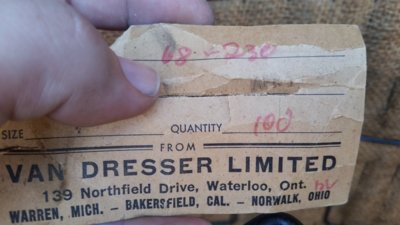 68-230
SIZE QUANTITY 100
FROM
VAN DRESSER LIMITED
139 Northfield Drive, Waterloo, Ont.
WARREN, MICH. - BAKERSFIELD, CAL. - NORWALK, OHIO